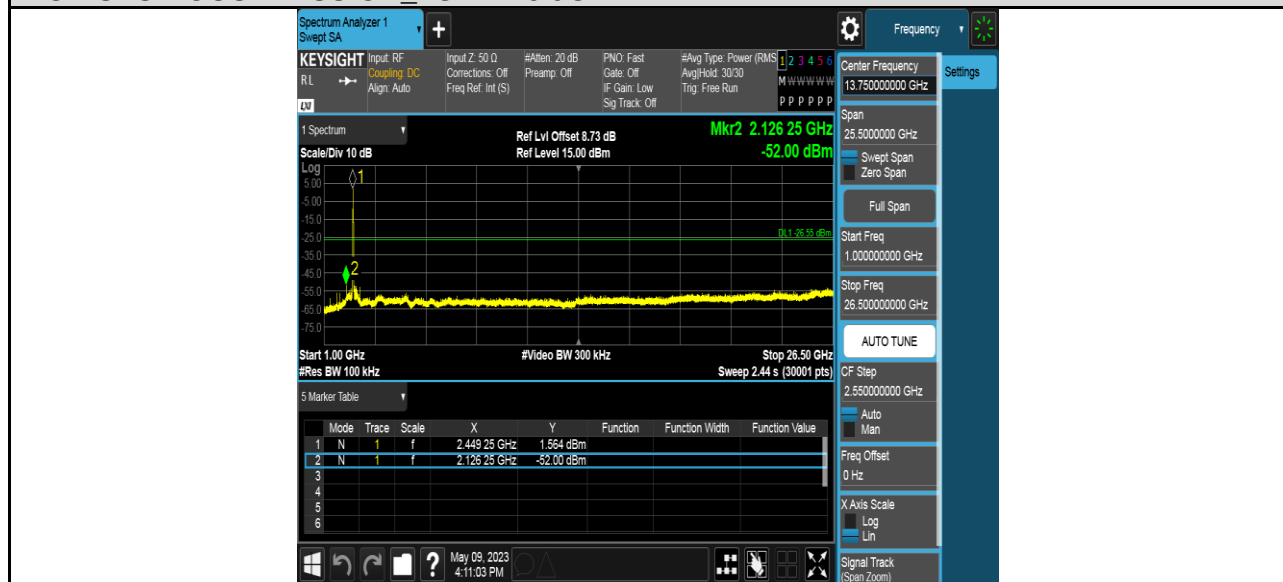 Spectrum Analyzer 1
Swept SA
+
Frequency
KEYSIGHT
RL
LXI
Input: RF
Coupling: DC
Align: Auto
Input Z: 50 Ω
Corrections: Off
Freq Ref: Int (S)
#Atten: 20 dB
Preamp: Off
PNO: Fast
Gate: Off
IF Gain: Low
Sig Track: Off
#Avg Type: Power (RMS
Avg|Hold: 30/30
Trig: Free Run
1 2 3 4 5 6
M W W W W W
P P P P P P
1 Spectrum
Scale/Div 10 dB
Ref Lvl Offset 8.73 dB
Ref Level 15.00 dBm
Mkr2 2.126 25 GHz
-52.00 dBm
Log
5.00
-5.00
-15.0
-25.0
-35.0
-45.0
-55.0
-65.0
-75.0
1
2
DL1 -26.55 dBm
Start 1.00 GHz
#Res BW 100 kHz
#Video BW 300 kHz
Stop 26.50 GHz
Sweep 2.44 s (30001 pts)
5 Marker Table
Mode Trace Scale X Y Function Function Width Function Value
1 N 1 f 2.449 25 GHz 1.564 dBm
2 N 1 f 2.126 25 GHz -52.00 dBm
3
4
5
6
?
May 09, 2023
4:11:03 PM
Center Frequency
13.750000000 GHz
Settings
Span
25.5000000 GHz
Swept Span
Zero Span
Full Span
Start Freq
1.000000000 GHz
Stop Freq
26.500000000 GHz
AUTO TUNE
CF Step
2.550000000 GHz
Auto
Man
Freq Offset
0 Hz
X Axis Scale
Log
Lin
Signal Track
(Span Zoom)